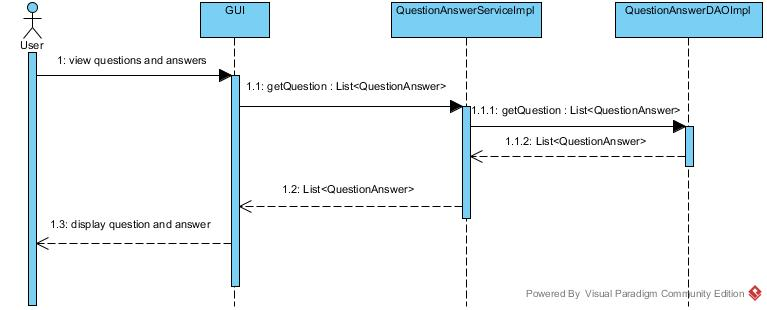 GUI
QuestionAnswerServiceImpl
QuestionAnswerDAOImpl
User
1: view questions and answers
1.1: getQuestion : List<QuestionAnswer>
1.1.1: getQuestion : List<QuestionAnswer>
1.1.2: List<QuestionAnswer>
1.2: List<QuestionAnswer>
1.3: display question and answer
Powered By Visual Paradigm Community Edition